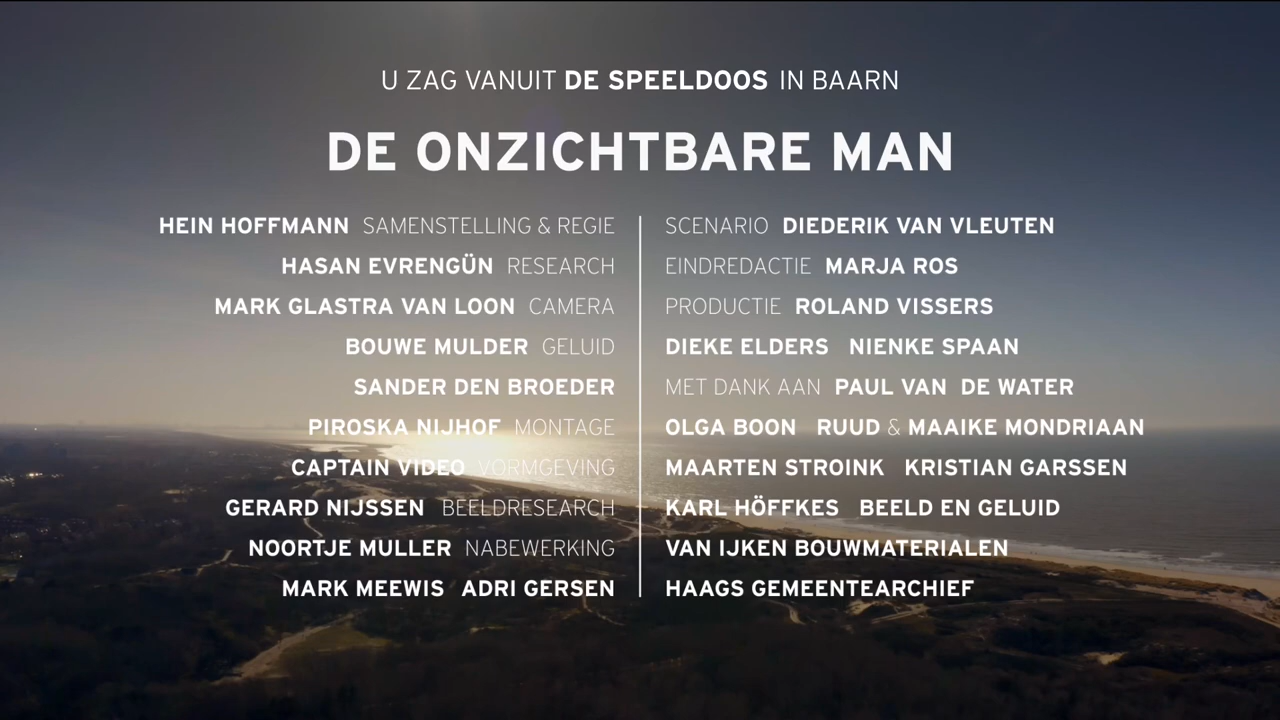 U ZAG VANUIT DE SPEELDOOS IN BAARN
DE ONZICHTBARE MAN
HEIN HOFFMANN SAMENSTELLING & REGIE
HASAN EVRENGÜN RESEARCH
MARK GLASTRA VAN LOON CAMERA
BOUWE MULDER GELUID
SANDER DEN BROEDER
PIROSKA NIJHOF MONTAGE
CAPTAIN VIDEO VORMGEVING
GERARD NIJSSEN BEELDRESEARCH
NOORTJE MULLER NABEWERKING
MARK MEEWIS ADRI GERSEN
SCENARIO DIEDERIK VAN VLEUTEN
EINDREDACTIE MARJA ROS
PRODUCTIE ROLAND VISSERS
DIEKE ELDERS NIENKE SPAAN
MET DANK AAN PAUL VAN DE WATER
OLGA BOON RUUD & MAAIKE MONDRIAAN
MAARTEN STROINK KRISTIAN GARSSEN
KARL HÖFFKES BEELD EN GELUID
VAN IJKEN BOUWMATERIALEN
HAAGS GEMEENTEARCHIEF